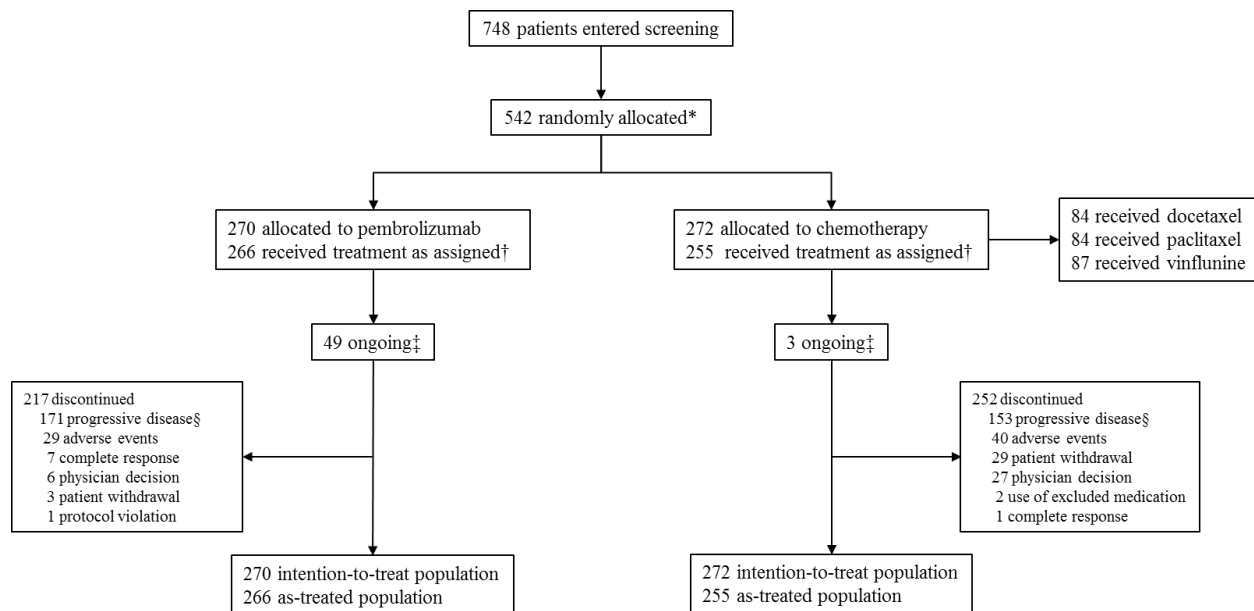 748 patients entered screening
542 randomly allocated*
270 allocated to pembrolizumab
266 received treatment as assigned†
272 allocated to chemotherapy
255 received treatment as assigned†
84 received docetaxel
84 received paclitaxel
87 received vinflunine
49 ongoing‡
3 ongoing‡
217 discontinued
171 progressive disease§
29 adverse events
7 complete response
6 physician decision
3 patient withdrawal
1 protocol violation
252 discontinued
153 progressive disease§
40 adverse events
29 patient withdrawal
27 physician decision
2 use of excluded medication
1 complete response
270 intention-to-treat population
266 as-treated population
272 intention-to-treat population
255 as-treated population